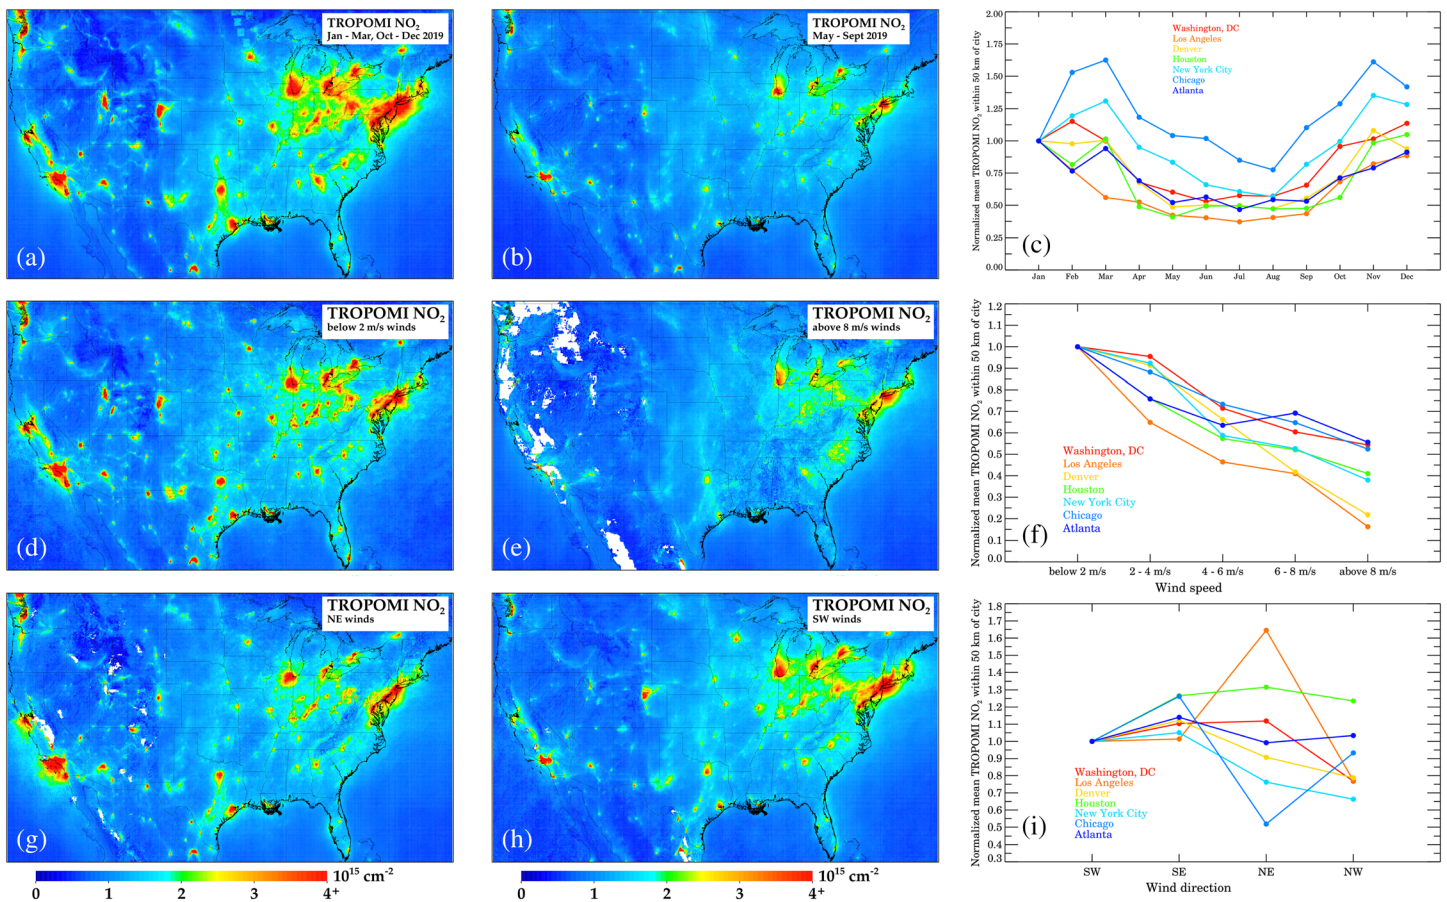 TROPOMI NO2
Jan - Mar, Oct - Dec 2019
(a)
TROPOMI NO2
May - Sept 2019
(b)
Normalized mean TROPOMI NO2 within 50 km of city
2.00
1.75
1.50
1.25
1.00
0.75
0.50
0.25
0.00
Washington, DC
Los Angeles
Denver
Houston
New York City
Chicago
Atlanta
(c)
Jan Feb Mar Apr May Jun Jul Aug Sep Oct Nov Dec
TROPOMI NO2
below 2 m/s winds
(d)
TROPOMI NO2
above 8 m/s winds
(e)
Normalized mean TROPOMI NO2 within 50 km of city
1.2
1.1
1.0
0.9
0.8
0.7
0.6
0.5
0.4
0.3
0.2
0.1
0.0
Washington, DC
Los Angeles
Denver
Houston
New York City
Chicago
Atlanta
(f)
below 2 m/s 2 - 4 m/s 4 - 6 m/s 6 - 8 m/s above 8 m/s
Wind speed
TROPOMI NO2
NE winds
(g)
TROPOMI NO2
SW winds
(h)
Normalized mean TROPOMI NO2 within 50 km of city
1.8
1.7
1.6
1.5
1.4
1.3
1.2
1.1
1.0
0.9
0.8
0.7
0.6
0.5
0.4
0.3
Washington, DC
Los Angeles
Denver
Houston
New York City
Chicago
Atlanta
(i)
SW SE NE NW
Wind direction
0 1 2 3 4+ 10^15 cm^-2
0 1 2 3 4+ 10^15 cm^-2